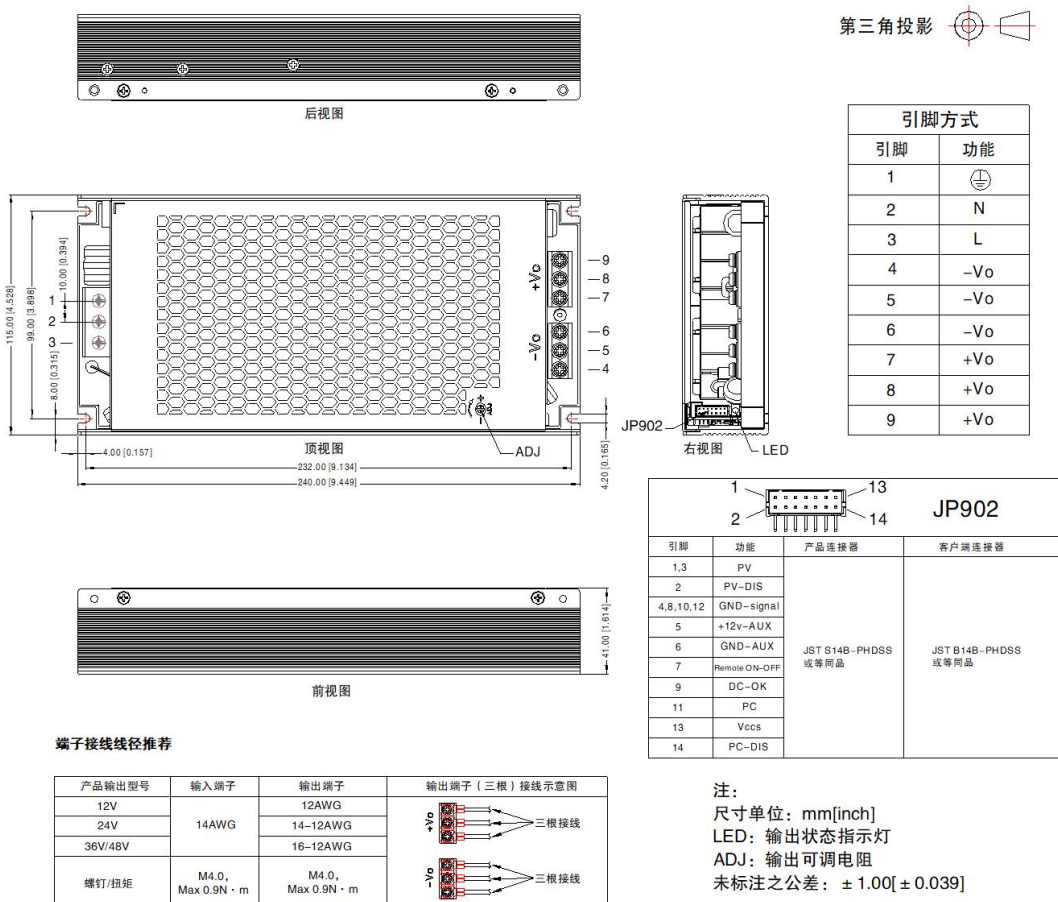 第三角投影
后视图
引脚方式
引脚 功能
1
2 N
3 L
4 −Vo
5 −Vo
6 −Vo
7 +Vo
8 +Vo
9 +Vo
115.00 [4.528]
99.00 [3.898]
10.00 [0.394]
8.00 [0.315]
1
2
3
+Vo
−Vo
9
8
7
6
5
4
+
−
ADJ
顶视图
4.00 [0.157]
232.00 [9.134]
240.00 [9.449]
4.20 [0.165]
JP902
右视图
LED
1 13
2 14
JP902
引脚 功能 产品连接器 客户端连接器
1,3 PV
2 PV−DIS
4,8,10,12 GND−signal
5 +12v−AUX
6 GND−AUX
7 Remote ON−OFF
9 DC−OK
11 PC
13 Vccs
14 PC−DIS
JST S14B−PHDSS
或等同品
JST B14B−PHDSS
或等同品
41.00 [1.614]
前视图
端子接线线径推荐
产品输出型号 输入端子 输出端子 输出端子（三根）接线示意图
12V 14AWG 12AWG
24V 14−12AWG
36V/48V 16−12AWG
螺钉/扭矩
M4.0,
Max 0.9N·m
M4.0,
Max 0.9N·m
+Vo
三根接线
−Vo
三根接线
注：
尺寸单位：mm[inch]
LED：输出状态指示灯
ADJ：输出可调电阻
未标注之公差：±1.00[±0.039]